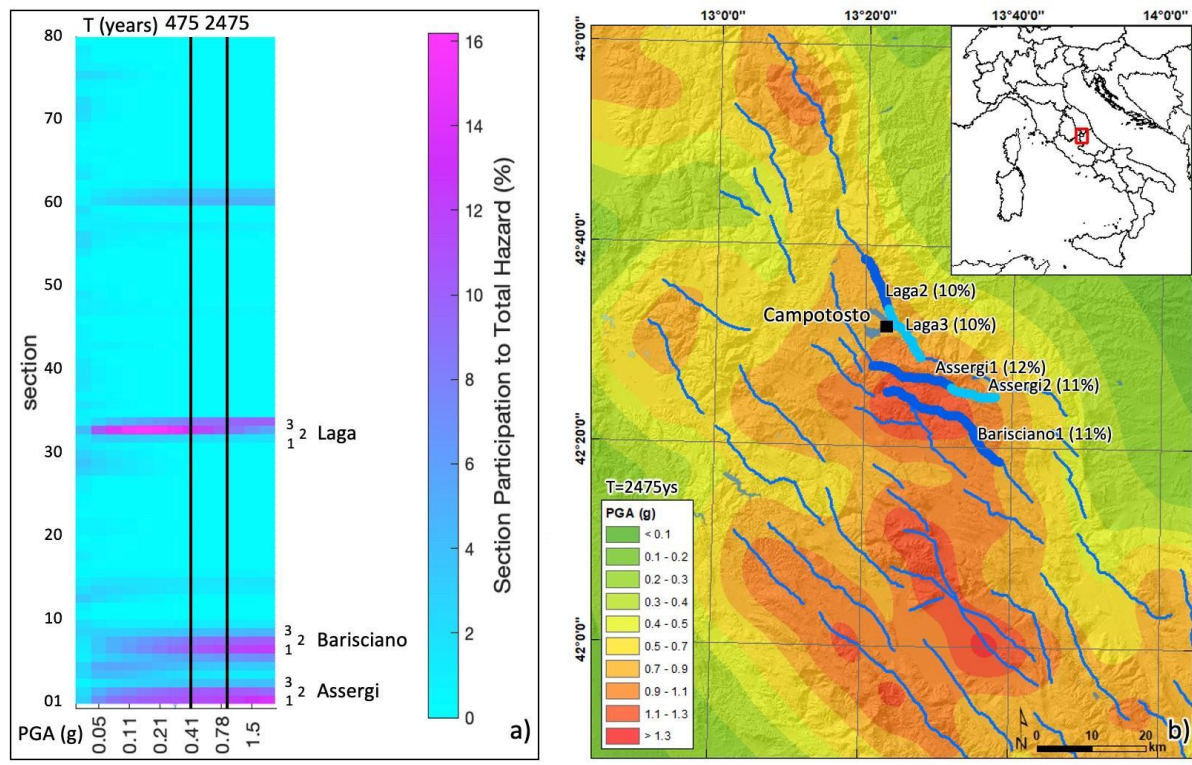 T (years) 475 2475
80
70
60
50
40
30
20
10
01
section
3
2
1
Laga
3
2
1
Barisciano
3
2
1
Assergi
PGA (g)
0.05
0.11
0.21
0.41
0.78
1.5
a)
16
14
12
10
8
6
4
2
0
Section Participation to Total Hazard (%)
13°0'0"
13°20'0"
13°40'0"
14°0'0"
43°0'0"
42°40'0"
42°20'0"
42°0'0"
Laga2 (10%)
Campotosto
Laga3 (10%)
Assergi1 (12%)
Assergi2 (11%)
Barisciano1 (11%)
T=2475ys
PGA (g)
< 0.1
0.1 - 0.2
0.2 - 0.3
0.3 - 0.4
0.4 - 0.5
0.5 - 0.7
0.7 - 0.9
0.9 - 1.1
1.1 - 1.3
> 1.3
N
0 10 20
km
b)